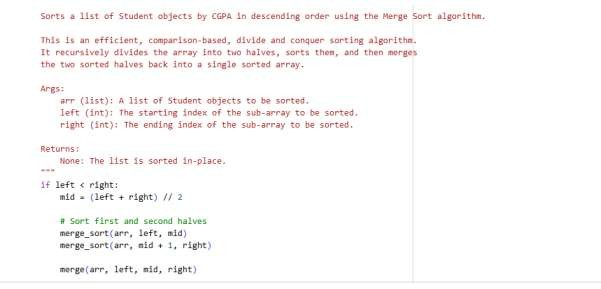 Sorts a list of Student objects by CGPA in descending order using the Merge Sort algorithm.
This is an efficient, comparison-based, divide and conquer sorting algorithm.
It recursively divides the array into two halves, sorts them, and then merges
the two sorted halves back into a single sorted array.
Args:
arr (list): A list of Student objects to be sorted.
left (int): The starting index of the sub-array to be sorted.
right (int): The ending index of the sub-array to be sorted.
Returns:
None: The list is sorted in-place.
"""
if left < right:
mid = (left + right) // 2
# Sort first and second halves
merge_sort(arr, left, mid)
merge_sort(arr, mid + 1, right)
merge(arr, left, mid, right)